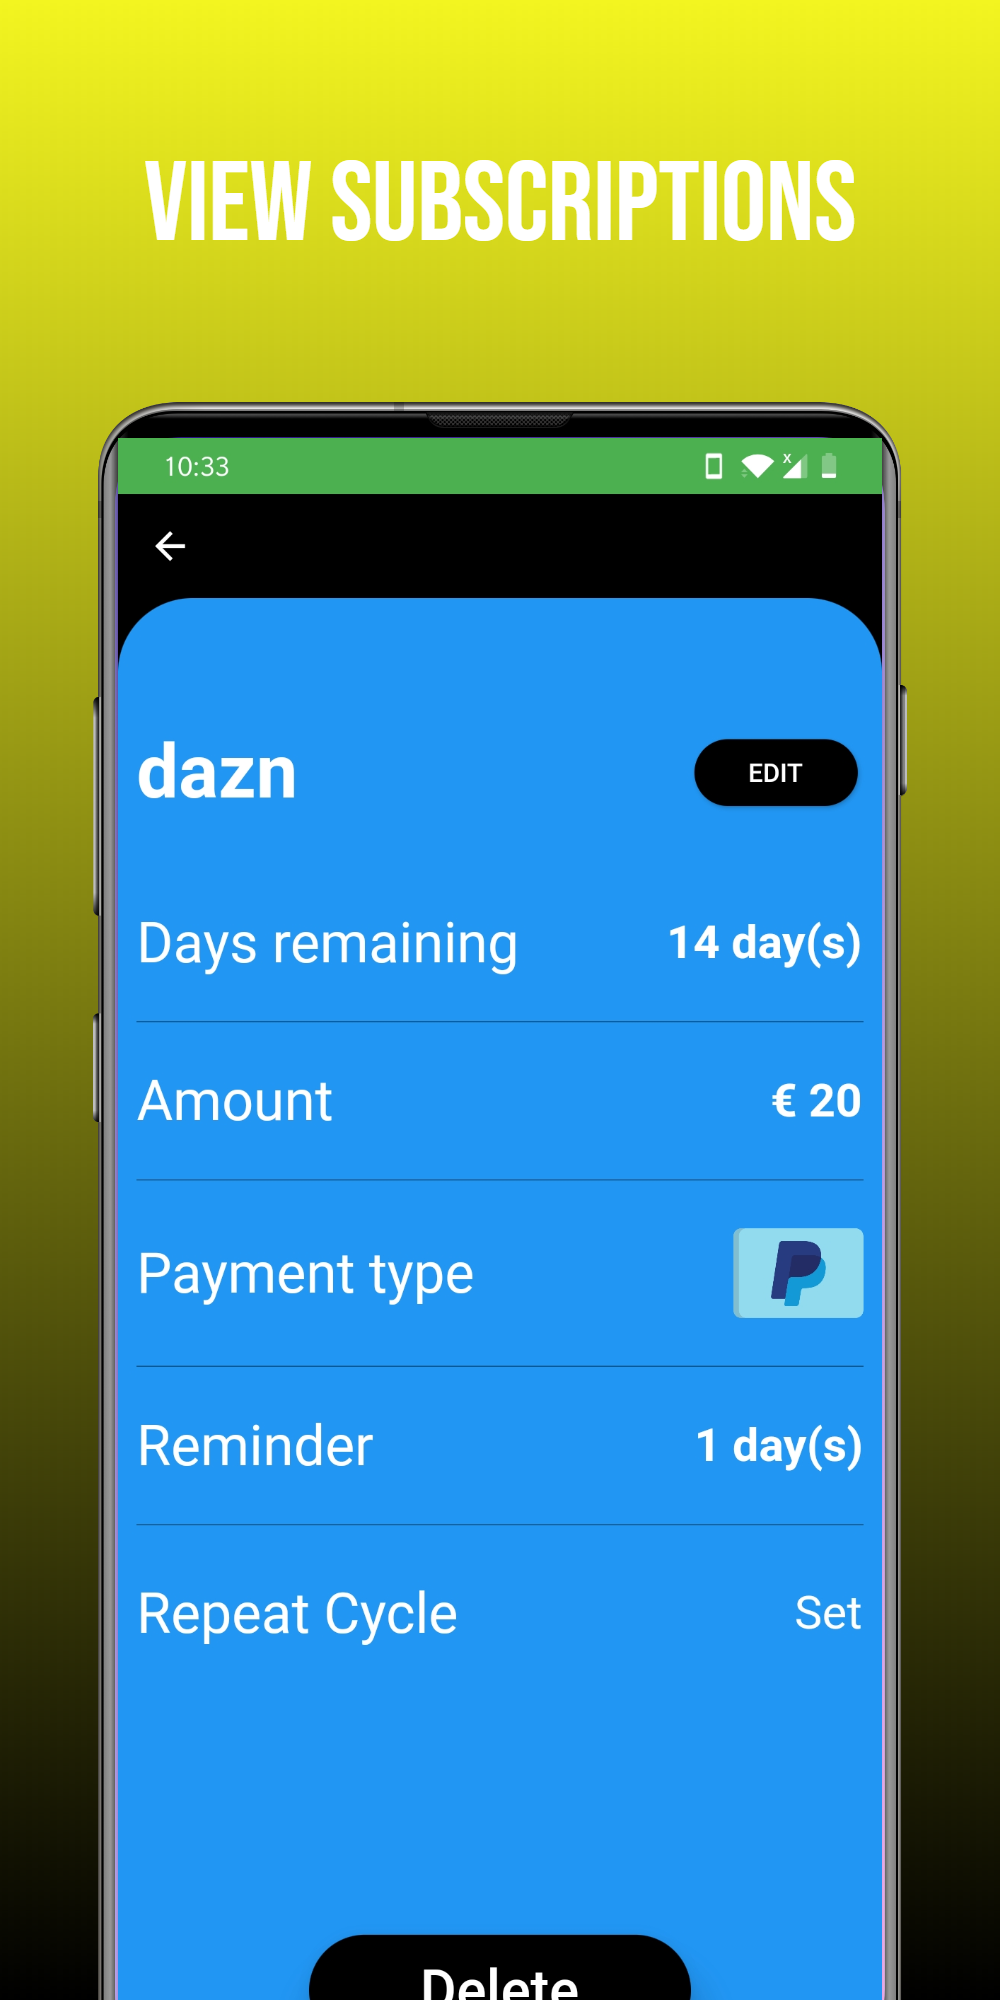 VIEW SUBSCRIPTIONS
10:33
dazn
EDIT
Days remaining 14 day(s)
Amount € 20
Payment type
Reminder 1 day(s)
Repeat Cycle Set
Delete